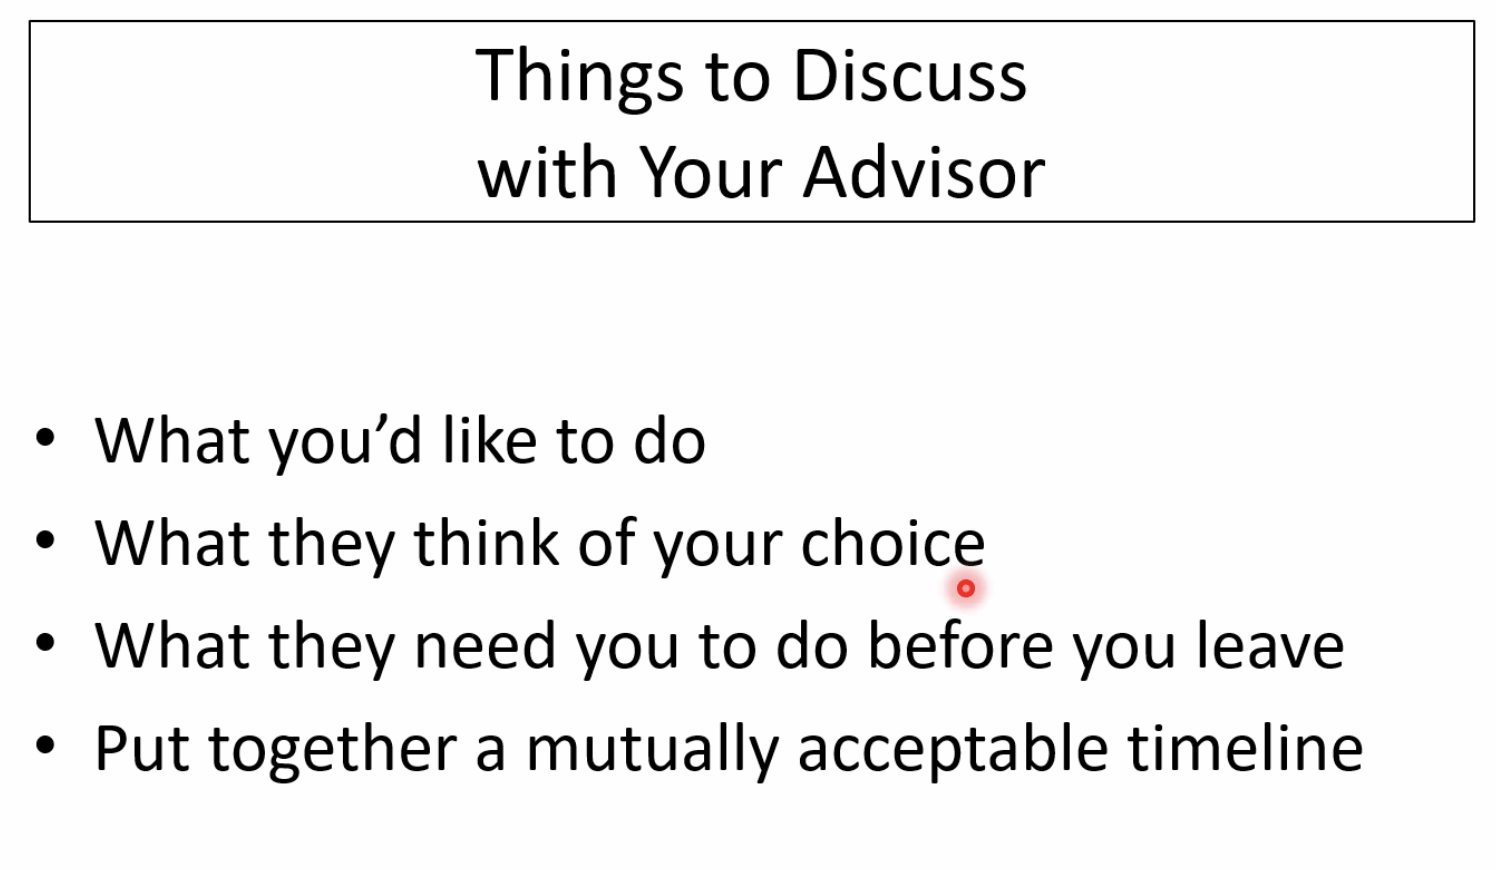 Things to Discuss
with Your Advisor
• What you’d like to do
• What they think of your choice
• What they need you to do before you leave
• Put together a mutually acceptable timeline